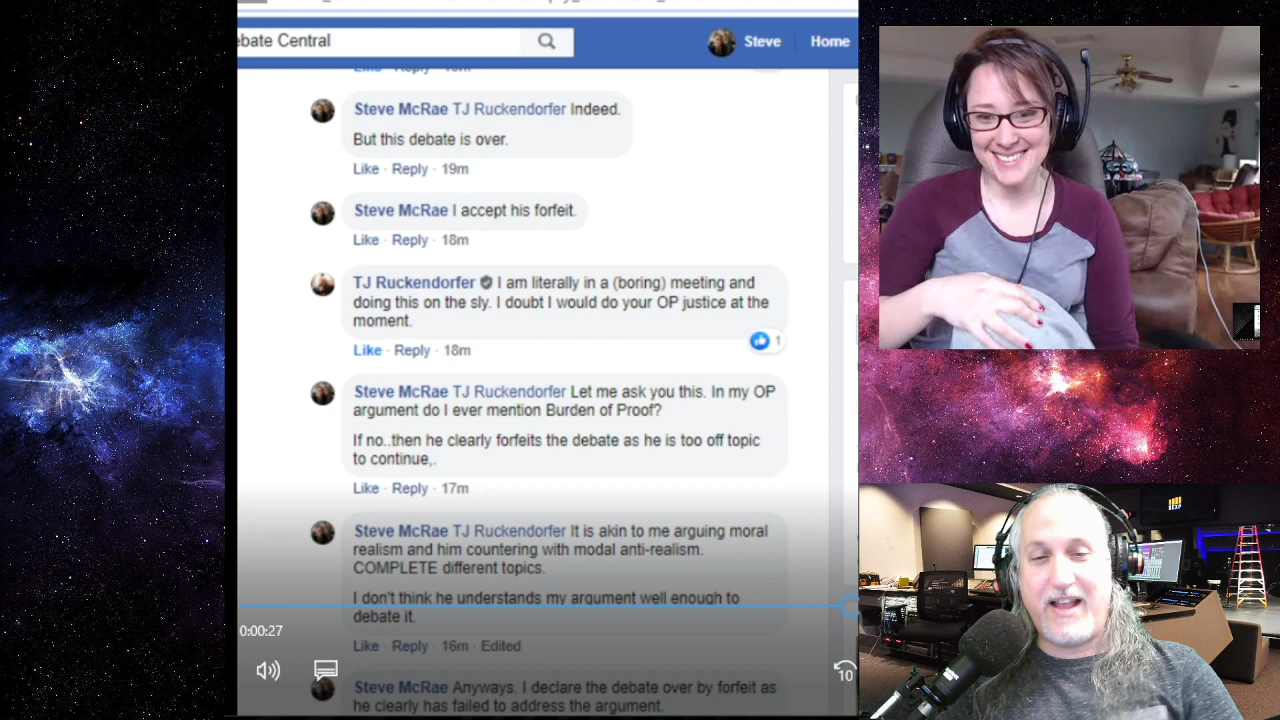 ebate Central
Steve
Home
Like · Reply
Steve McRae TJ Ruckendorfer Indeed.
But this debate is over.
Like · Reply · 19m
Steve McRae I accept his forfeit.
Like · Reply · 18m
TJ Ruckendorfer I am literally in a (boring) meeting and
doing this on the sly. I doubt I would do your OP justice at the
moment.
1
Like · Reply · 18m
Steve McRae TJ Ruckendorfer Let me ask you this. In my OP
argument do I ever mention Burden of Proof?
If no..then he clearly forfeits the debate as he is too off topic
to continue,.
Like · Reply · 17m
Steve McRae TJ Ruckendorfer It is akin to me arguing moral
realism and him countering with modal anti-realism.
COMPLETE different topics.
I don't think he understands my argument well enough to
debate it.
0:00:27
Like · Reply · 16m · Edited
10
Steve McRae Anyways. I declare the debate over by forfeit as
he clearly has failed to address the argument.